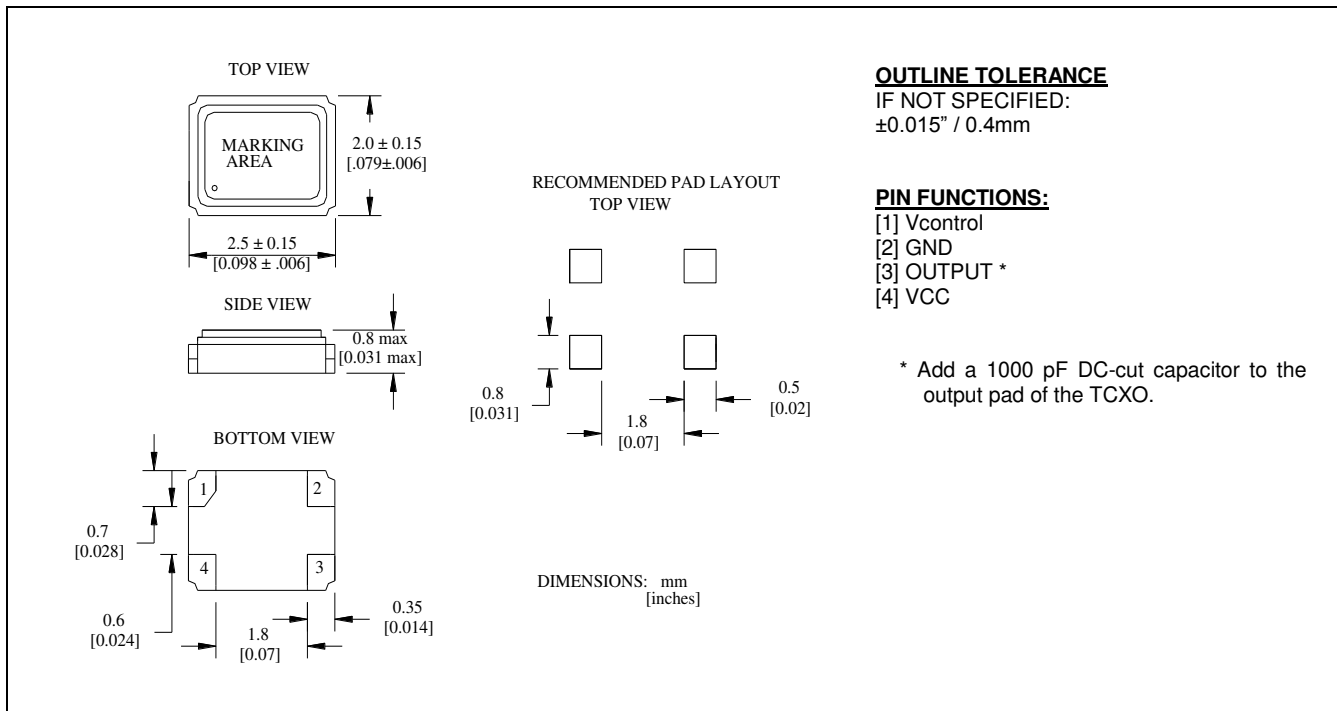 TOP VIEW
MARKING
AREA
2.0 ± 0.15
[.079±.006]
2.5 ± 0.15
[0.098 ± .006]
SIDE VIEW
0.8 max
[0.031 max]
BOTTOM VIEW
1
2
4
3
0.7
[0.028]
0.6
[0.024]
1.8
[0.07]
0.35
[0.014]
RECOMMENDED PAD LAYOUT
TOP VIEW
0.8
[0.031]
1.8
[0.07]
0.5
[0.02]
DIMENSIONS: mm
[inches]
OUTLINE TOLERANCE
IF NOT SPECIFIED:
±0.015” / 0.4mm
PIN FUNCTIONS:
[1] Vcontrol
[2] GND
[3] OUTPUT *
[4] VCC
* Add a 1000 pF DC-cut capacitor to the
output pad of the TCXO.